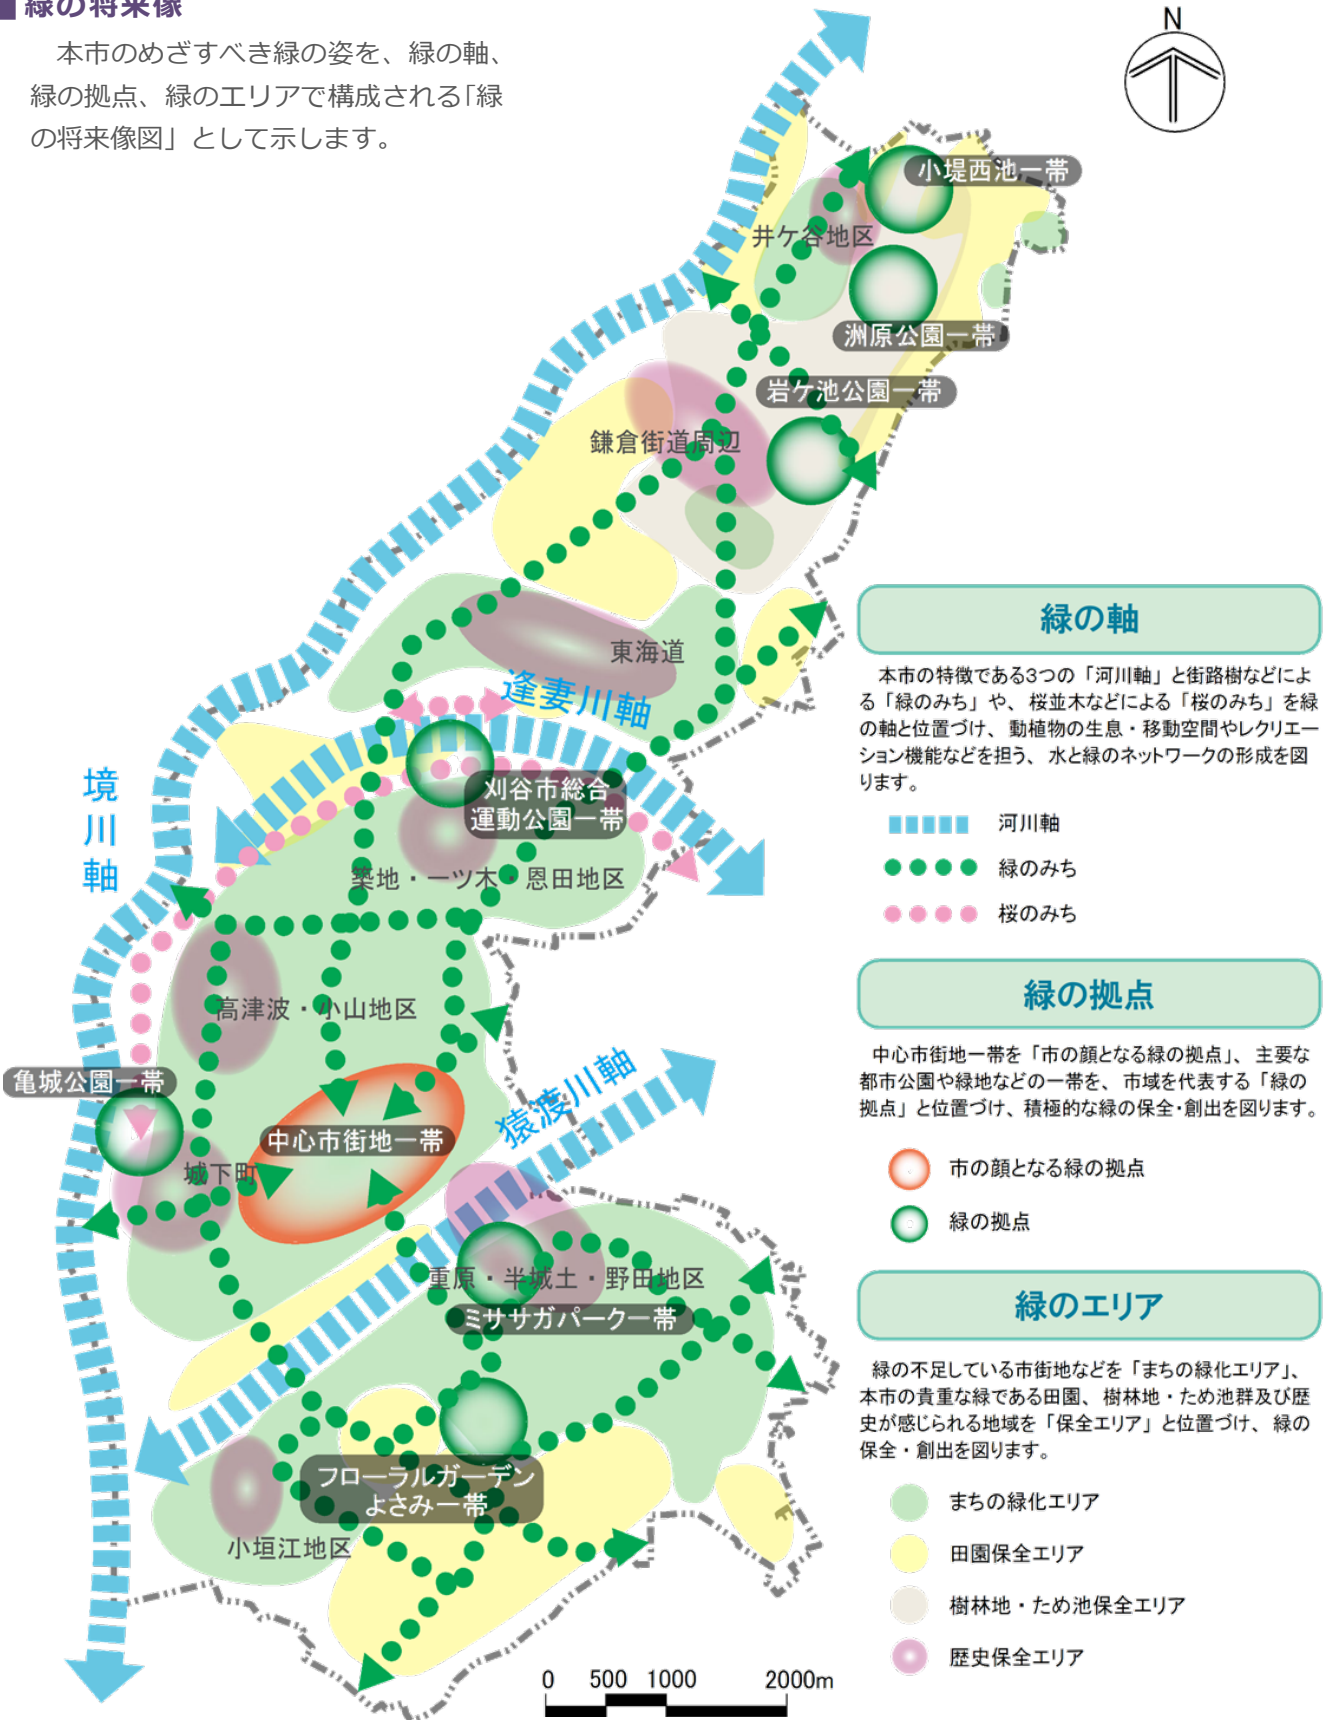 緑の将来像
本市のめざすべき緑の姿を、緑の軸、
緑の拠点、緑のエリアで構成される「緑
の将来像図」として示します。
N
小堤西池一帯
井ケ谷地区
洲原公園一帯
岩ケ池公園一帯
鎌倉街道周辺
東海道
逢妻川軸
境川軸
刈谷市総合
運動公園一帯
築地・一ツ木・恩田地区
高津波・小山地区
亀城公園一帯
中心市街地一帯
城下町
猿渡川軸
重原・半城土・野田地区
ミササガパーク一帯
フローラルガーデン
よさみ一帯
小垣江地区
0 500 1000 2000m
緑の軸
本市の特徴である3つの「河川軸」と街路樹などによ
る「緑のみち」や、桜並木などによる「桜のみち」を緑
の軸と位置づけ、動植物の生息・移動空間やレクリエー
ション機能などを担う、水と緑のネットワークの形成を図
ります。
河川軸
緑のみち
桜のみち
緑の拠点
中心市街地一帯を「市の顔となる緑の拠点」、主要な
都市公園や緑地などの一帯を、市域を代表する「緑の
拠点」と位置づけ、積極的な緑の保全・創出を図ります。
市の顔となる緑の拠点
緑の拠点
緑のエリア
緑の不足している市街地などを「まちの緑化エリア」、
本市の貴重な緑である田園、樹林地・ため池群及び歴
史が感じられる地域を「保全エリア」と位置づけ、緑の
保全・創出を図ります。
まちの緑化エリア
田園保全エリア
樹林地・ため池保全エリア
歴史保全エリア